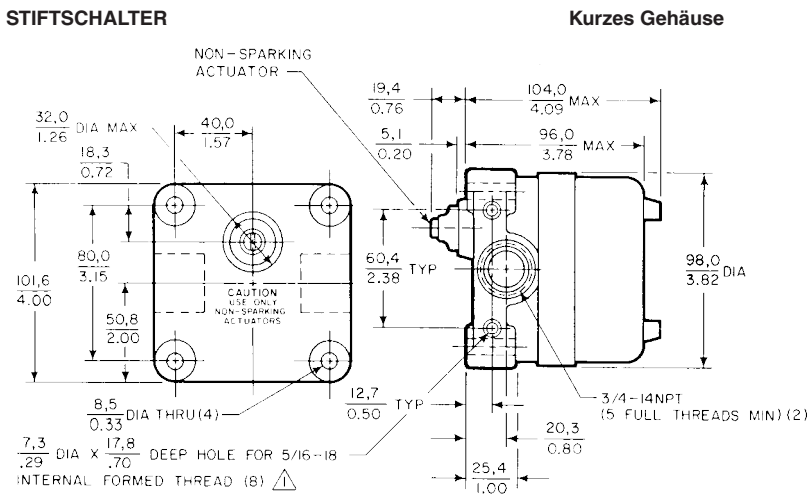 STIFTSCHALTER
Kurzes Gehäuse
NON-SPARKING
ACTUATOR
32,0
1.26
DIA MAX
40,0
1.57
18,3
0.72
101,6
4.00
80,0
3.15
50,8
2.00
CAUTION
USE ONLY
NON-SPARKING
ACTUATORS
8,5
0.33
DIA THRU(4)
7,3
.29
DIA X
17,8
.70
DEEP HOLE FOR 5/16-18
INTERNAL FORMED THREAD (8) 1
19,4
0.76
104,0
4.09
MAX
5,1
0.20
96,0
3.78
MAX
60,4
2.38
TYP
98,0
3.82
DIA
12,7
0.50
TYP
3/4-14NPT
(5 FULL THREADS MIN)(2)
20,3
0.80
25,4
1.00